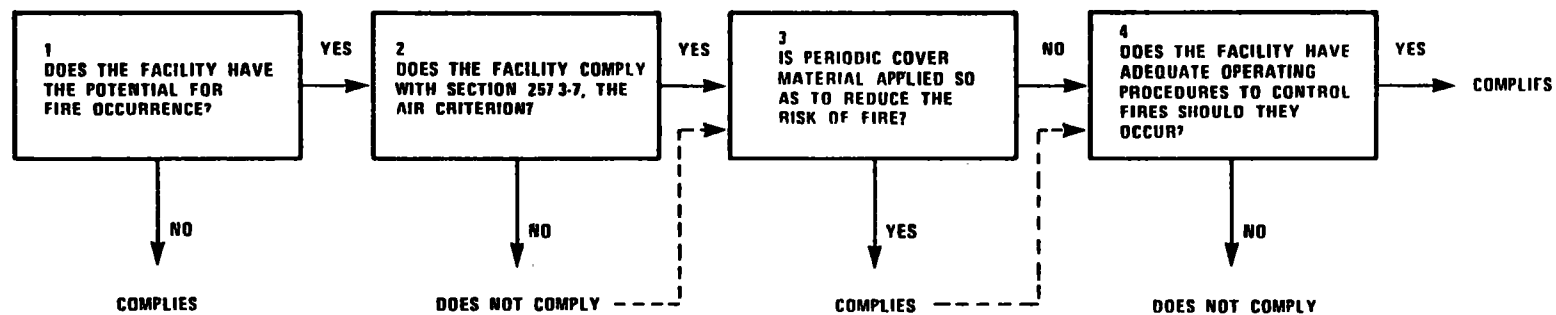 1
DOES THE FACILITY HAVE
THE POTENTIAL FOR
FIRE OCCURRENCE?
YES
NO
COMPLIES
2
DOES THE FACILITY COMPLY
WITH SECTION 257 3-7, THE
AIR CRITERION?
YES
NO
DOES NOT COMPLY
3
IS PERIODIC COVER
MATERIAL APPLIED SO
AS TO REDUCE THE
RISK OF FIRE?
NO
YES
COMPLIES
4
DOES THE FACILITY HAVE
ADEQUATE OPERATING
PROCEDURES TO CONTROL
FIRES SHOULD THEY
OCCUR?
YES
COMPLIFS
NO
DOES NOT COMPLY